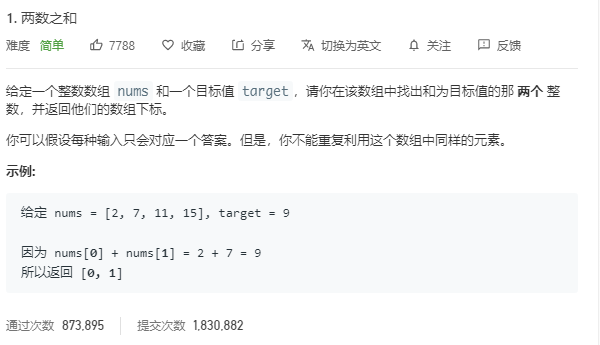 1. 两数之和
难度 简单 7788 收藏 分享 切换为英文 关注 反馈
给定一个整数数组 nums 和一个目标值 target，请你在该数组中找出和为目标值的那 两个 整
数，并返回他们的数组下标。
你可以假设每种输入只会对应一个答案。但是，你不能重复利用这个数组中同样的元素。
示例:
给定 nums = [2, 7, 11, 15], target = 9
因为 nums[0] + nums[1] = 2 + 7 = 9
所以返回 [0, 1]
通过次数 873,895 提交次数 1,830,882